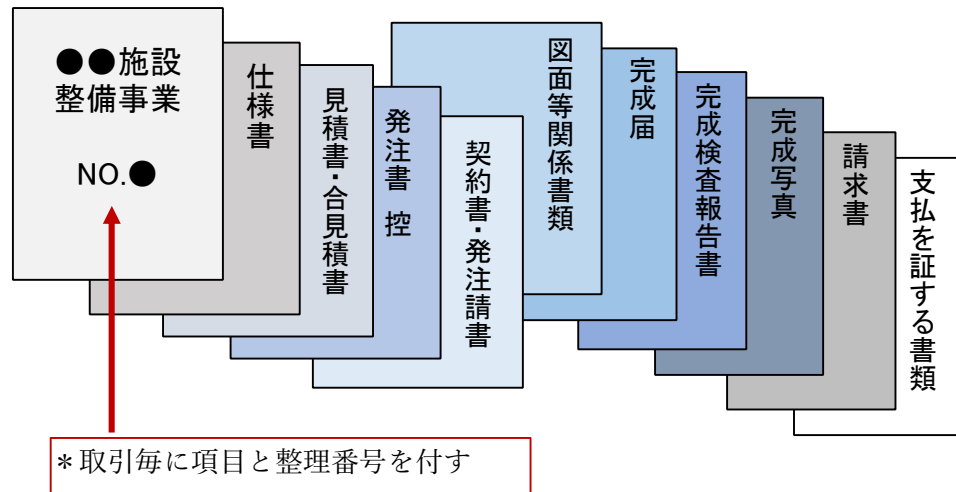 ●●施設
整備事業
NO.●
仕様書
見積書・合見積書
発注書 控
契約書・発注請書
図面等関係書類
完成届
完成検査報告書
完成写真
請求書
支払を証する書類
＊取引毎に項目と整理番号を付す